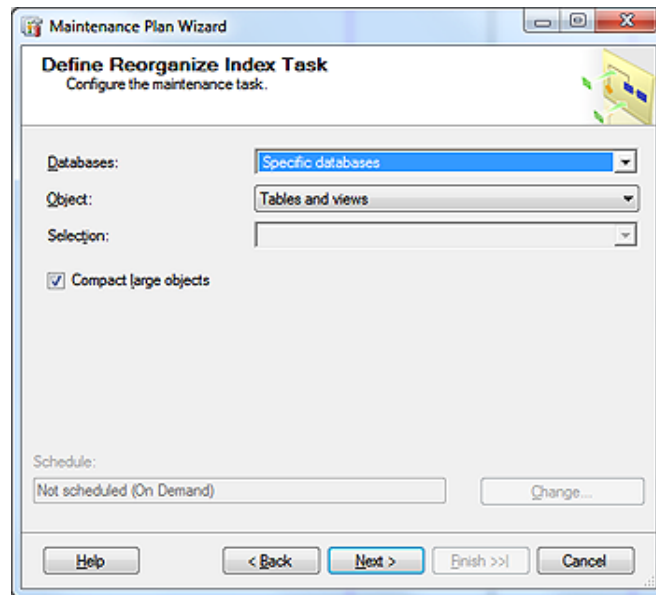 Maintenance Plan Wizard
Define Reorganize Index Task
Configure the maintenance task.
Databases: Specific databases
Object: Tables and views
Selection:
Compact large objects
Schedule:
Not scheduled (On Demand) Change...
Help < Back Next > Finish >>| Cancel